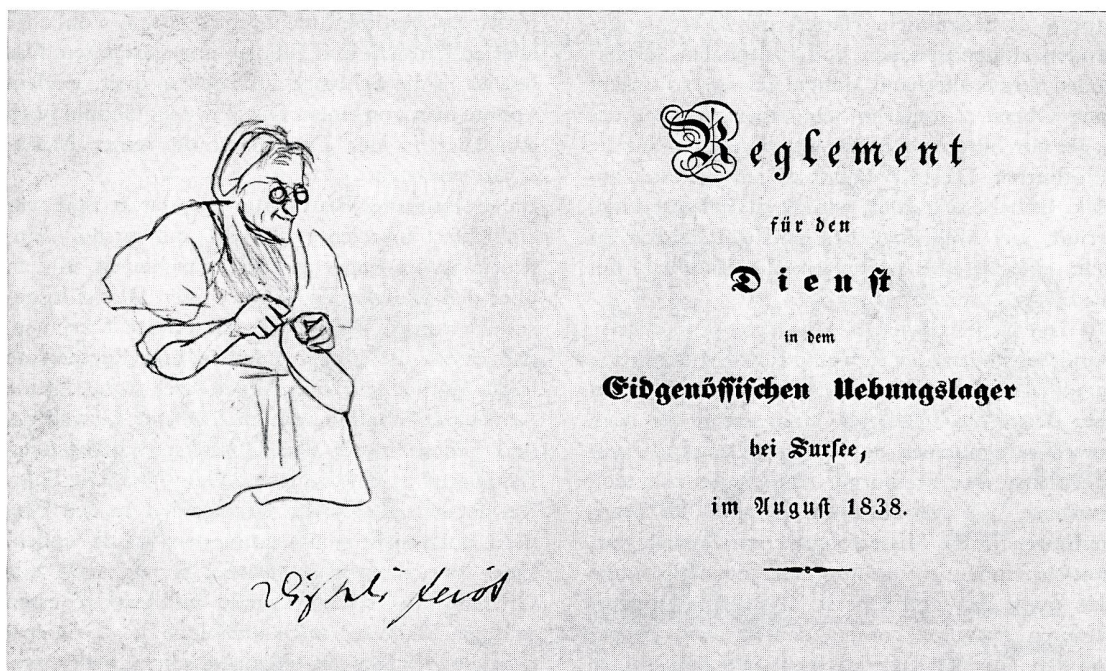 Reglement
für den
Dienst
in dem
Eidgenössischen Uebungslager
bei Sursee,
im August 1838.